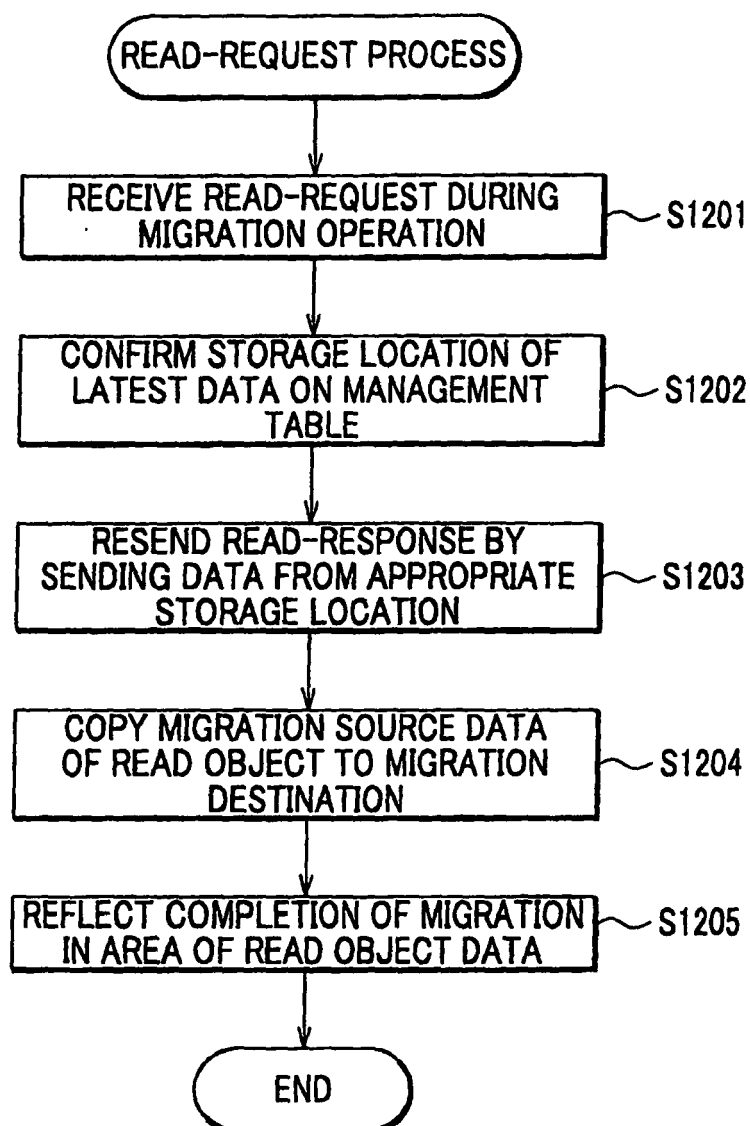 READ-REQUEST PROCESS
RECEIVE READ-REQUEST DURING
MIGRATION OPERATION
S1201
CONFIRM STORAGE LOCATION OF
LATEST DATA ON MANAGEMENT
TABLE
S1202
RESEND READ-RESPONSE BY
SENDING DATA FROM APPROPRIATE
STORAGE LOCATION
S1203
COPY MIGRATION SOURCE DATA
OF READ OBJECT TO MIGRATION
DESTINATION
S1204
REFLECT COMPLETION OF MIGRATION
IN AREA OF READ OBJECT DATA
S1205
END